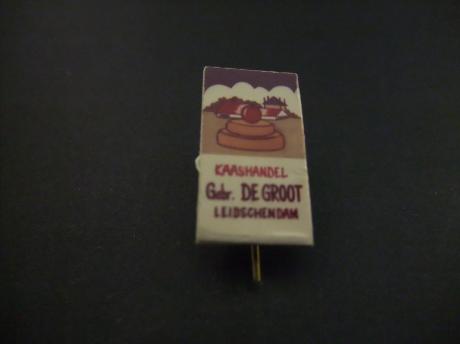 KAASHANDEL
Gebr. DE GROOT
LEIDSCHENDAM